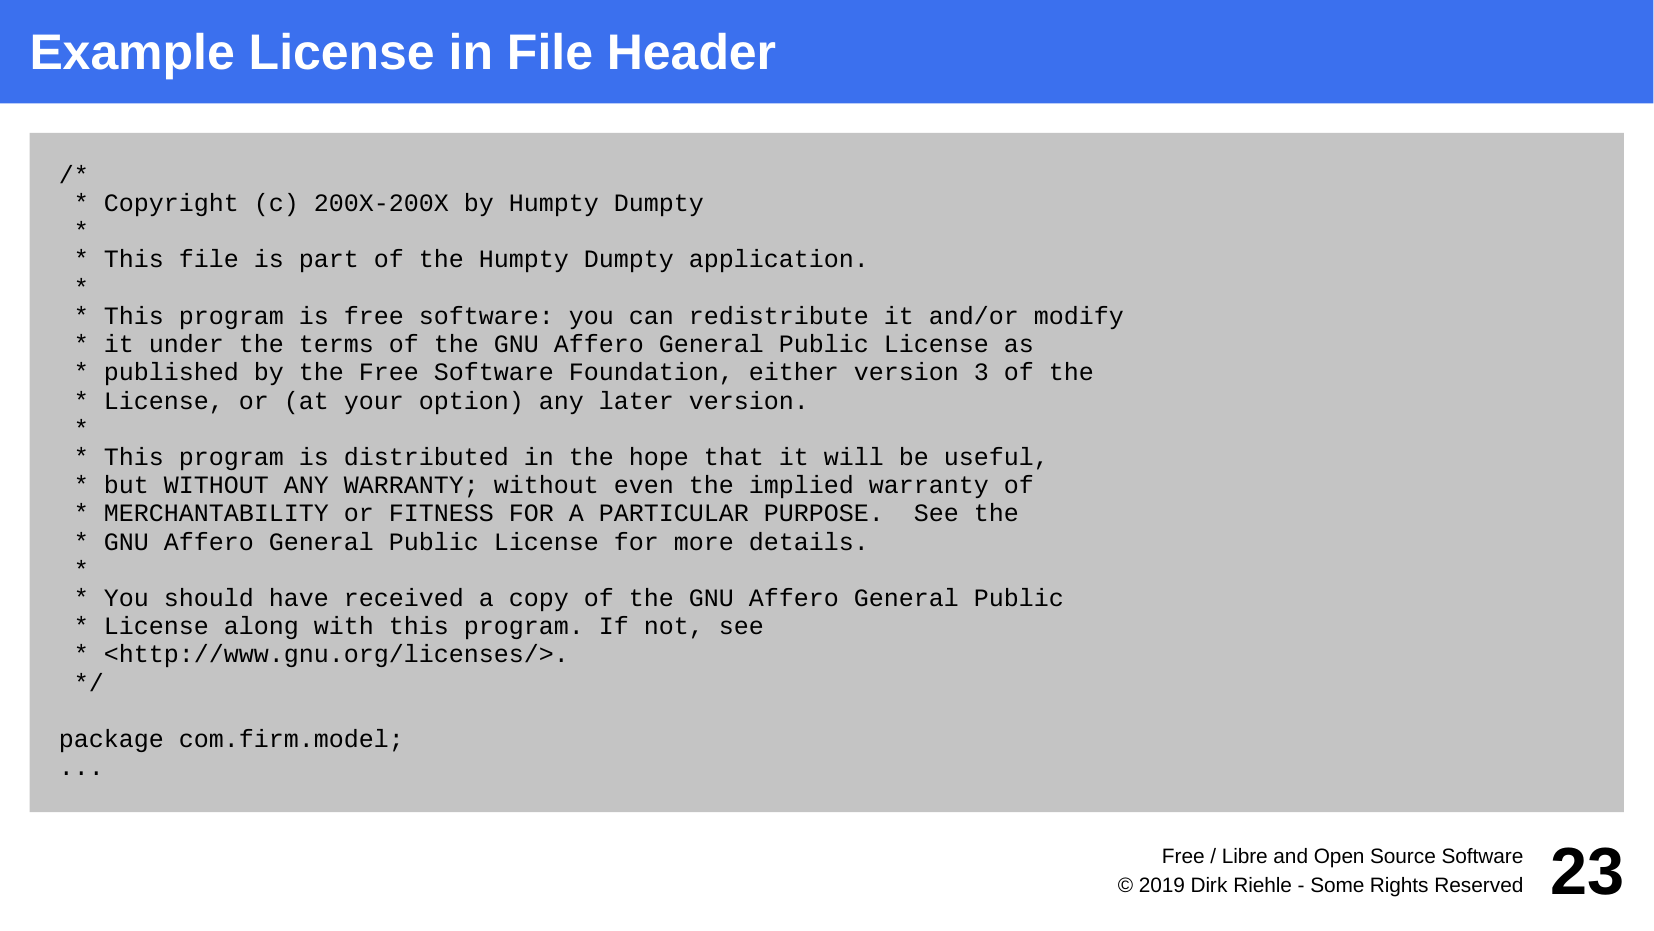 Example License in File Header
/*
 * Copyright (c) 200X-200X by Humpty Dumpty
 *
 * This file is part of the Humpty Dumpty application.
 *
 * This program is free software: you can redistribute it and/or modify
 * it under the terms of the GNU Affero General Public License as
 * published by the Free Software Foundation, either version 3 of the
 * License, or (at your option) any later version.
 *
 * This program is distributed in the hope that it will be useful,
 * but WITHOUT ANY WARRANTY; without even the implied warranty of
 * MERCHANTABILITY or FITNESS FOR A PARTICULAR PURPOSE.  See the
 * GNU Affero General Public License for more details.
 *
 * You should have received a copy of the GNU Affero General Public
 * License along with this program. If not, see
 * <http://www.gnu.org/licenses/>.
 */

package com.firm.model;
...
Free / Libre and Open Source Software
© 2019 Dirk Riehle - Some Rights Reserved
23